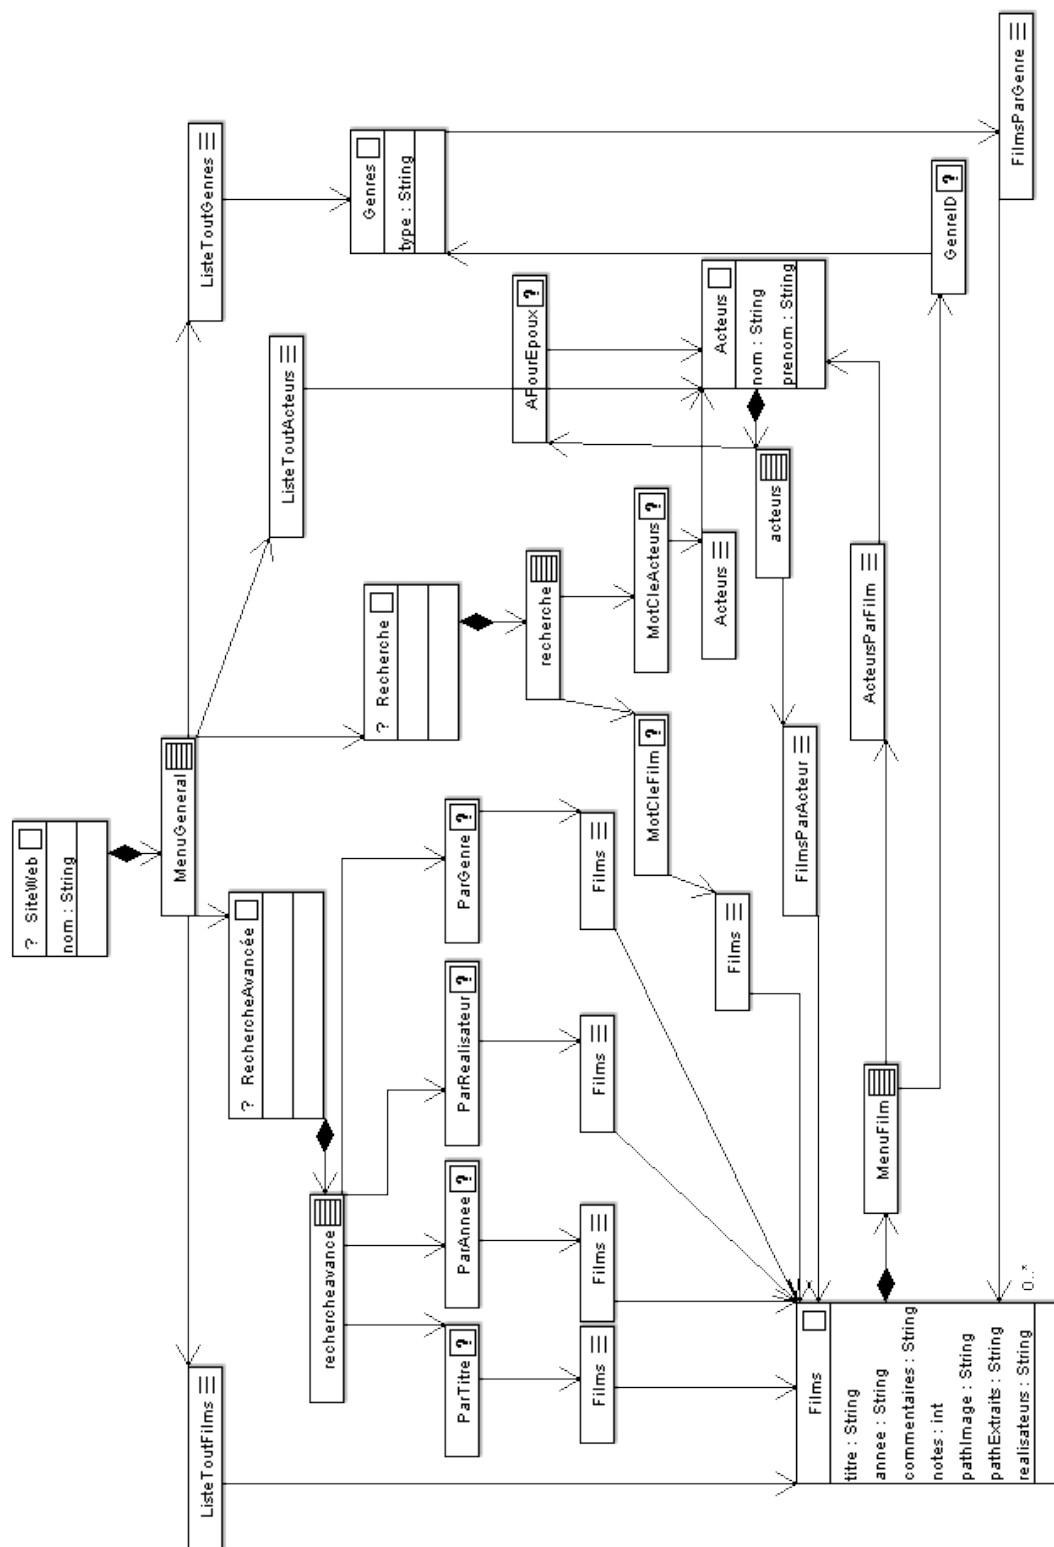 ? SiteWeb
nom : String
MenuGeneral
ListeToutFilms
ListeToutGenres
? RechercheAvancée
ListeToutActeurs
rechercheavance
? Recherche
Genres
type : String
ParTitre
ParAnnee
ParRealisateur
ParGenre
recherche
APourEpoux
Films
Films
Films
Films
MotCleFilm
MotCleActeurs
Films
Acteurs
Acteurs
nom : String
prenom : String
acteurs
FilmsParActeur
Films
titre : String
annee : String
commentaires : String
notes : int
pathImage : String
pathExtraits : String
realisateurs : String
MenuFilm
ActeursParFilm
GenreID
FilmsParGenre
0..*